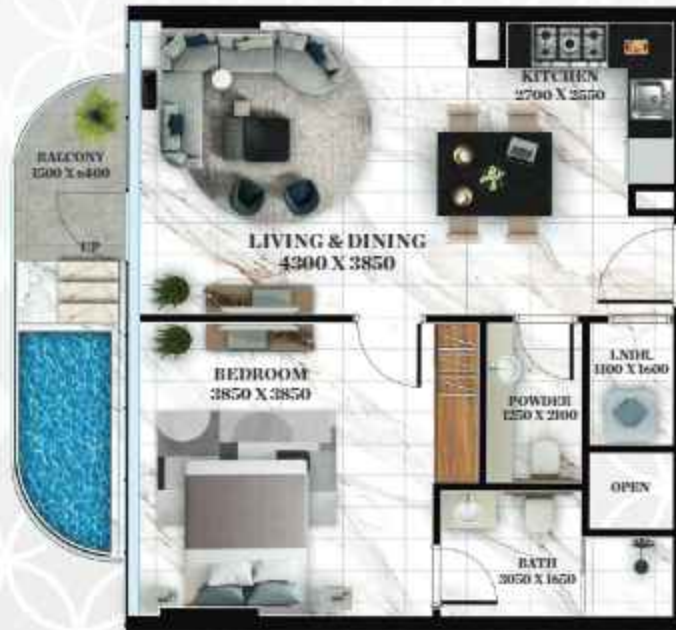 KITCHEN
2700 X 2550
BALCONY
1500 X 6400
UP
LIVING & DINING
4300 X 3850
BEDROOM
3850 X 3850
LNDR.
1100 X 1600
POWDER
1250 X 2100
OPEN
BATH
3050 X 1650